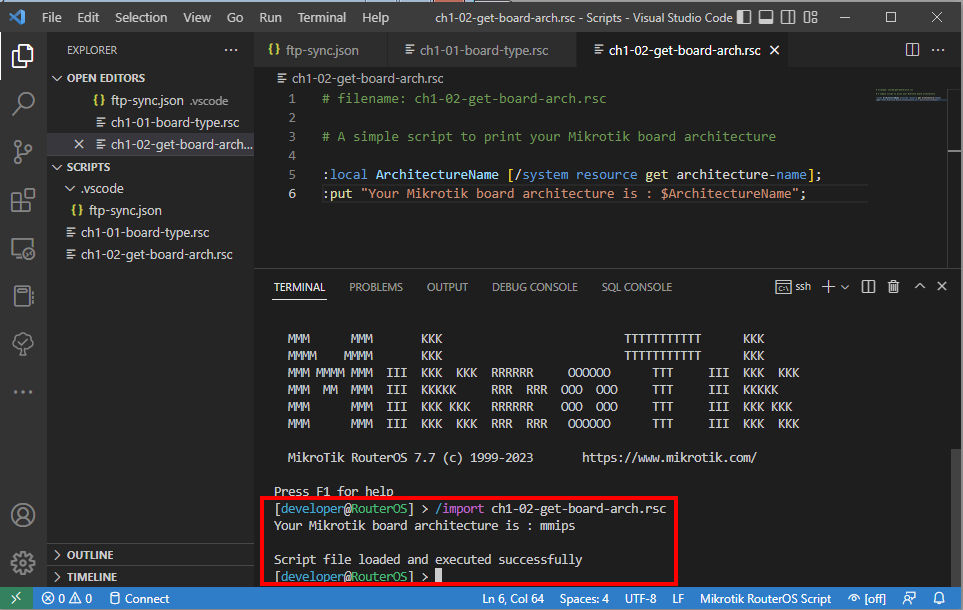 File Edit Selection View Go Run Terminal Help ch1-02-get-board-arch.rsc - Scripts - Visual Studio Code
EXPLORER
OPEN EDITORS
ftp-sync.json .vscode
ch1-01-board-type.rsc
ch1-02-get-board-arch...
SCRIPTS
.vscode
{} ftp-sync.json
ch1-01-board-type.rsc
ch1-02-get-board-arch.rsc
OUTLINE
TIMELINE
{} ftp-sync.json ch1-01-board-type.rsc ch1-02-get-board-arch.rsc
ch1-02-get-board-arch.rsc
1 # filename: ch1-02-get-board-arch.rsc
2
3 # A simple script to print your Mikrotik board architecture
4
5 :local ArchitectureName [/system resource get architecture-name];
6 :put "Your Mikrotik board architecture is : $ArchitectureName";
TERMINAL PROBLEMS OUTPUT DEBUG CONSOLE SQL CONSOLE ssh
MMM      MMM       KKK                          TTTTTTTTTTT      KKK
MMMM    MMMM       KKK                          TTTTTTTTTTT      KKK
MMM MMMM MMM  III  KKK  KKK  RRRRRR     OOOOOO      TTT     III  KKK  KKK
MMM  MM  MMM  III  KKKKK     RRR  RRR  OOO  OOO     TTT     III  KKKKK
MMM      MMM  III  KKK KKK   RRRRRR    OOO  OOO     TTT     III  KKK KKK
MMM      MMM  III  KKK  KKK  RRR  RRR   OOOOOO      TTT     III  KKK  KKK
MikroTik RouterOS 7.7 (c) 1999-2023       https://www.mikrotik.com/
Press F1 for help
[developer@RouterOS] > /import ch1-02-get-board-arch.rsc
Your Mikrotik board architecture is : mmips
Script file loaded and executed successfully
[developer@RouterOS] >
0 0 Connect Ln 6, Col 64 Spaces: 4 UTF-8 LF Mikrotik RouterOS Script [off]